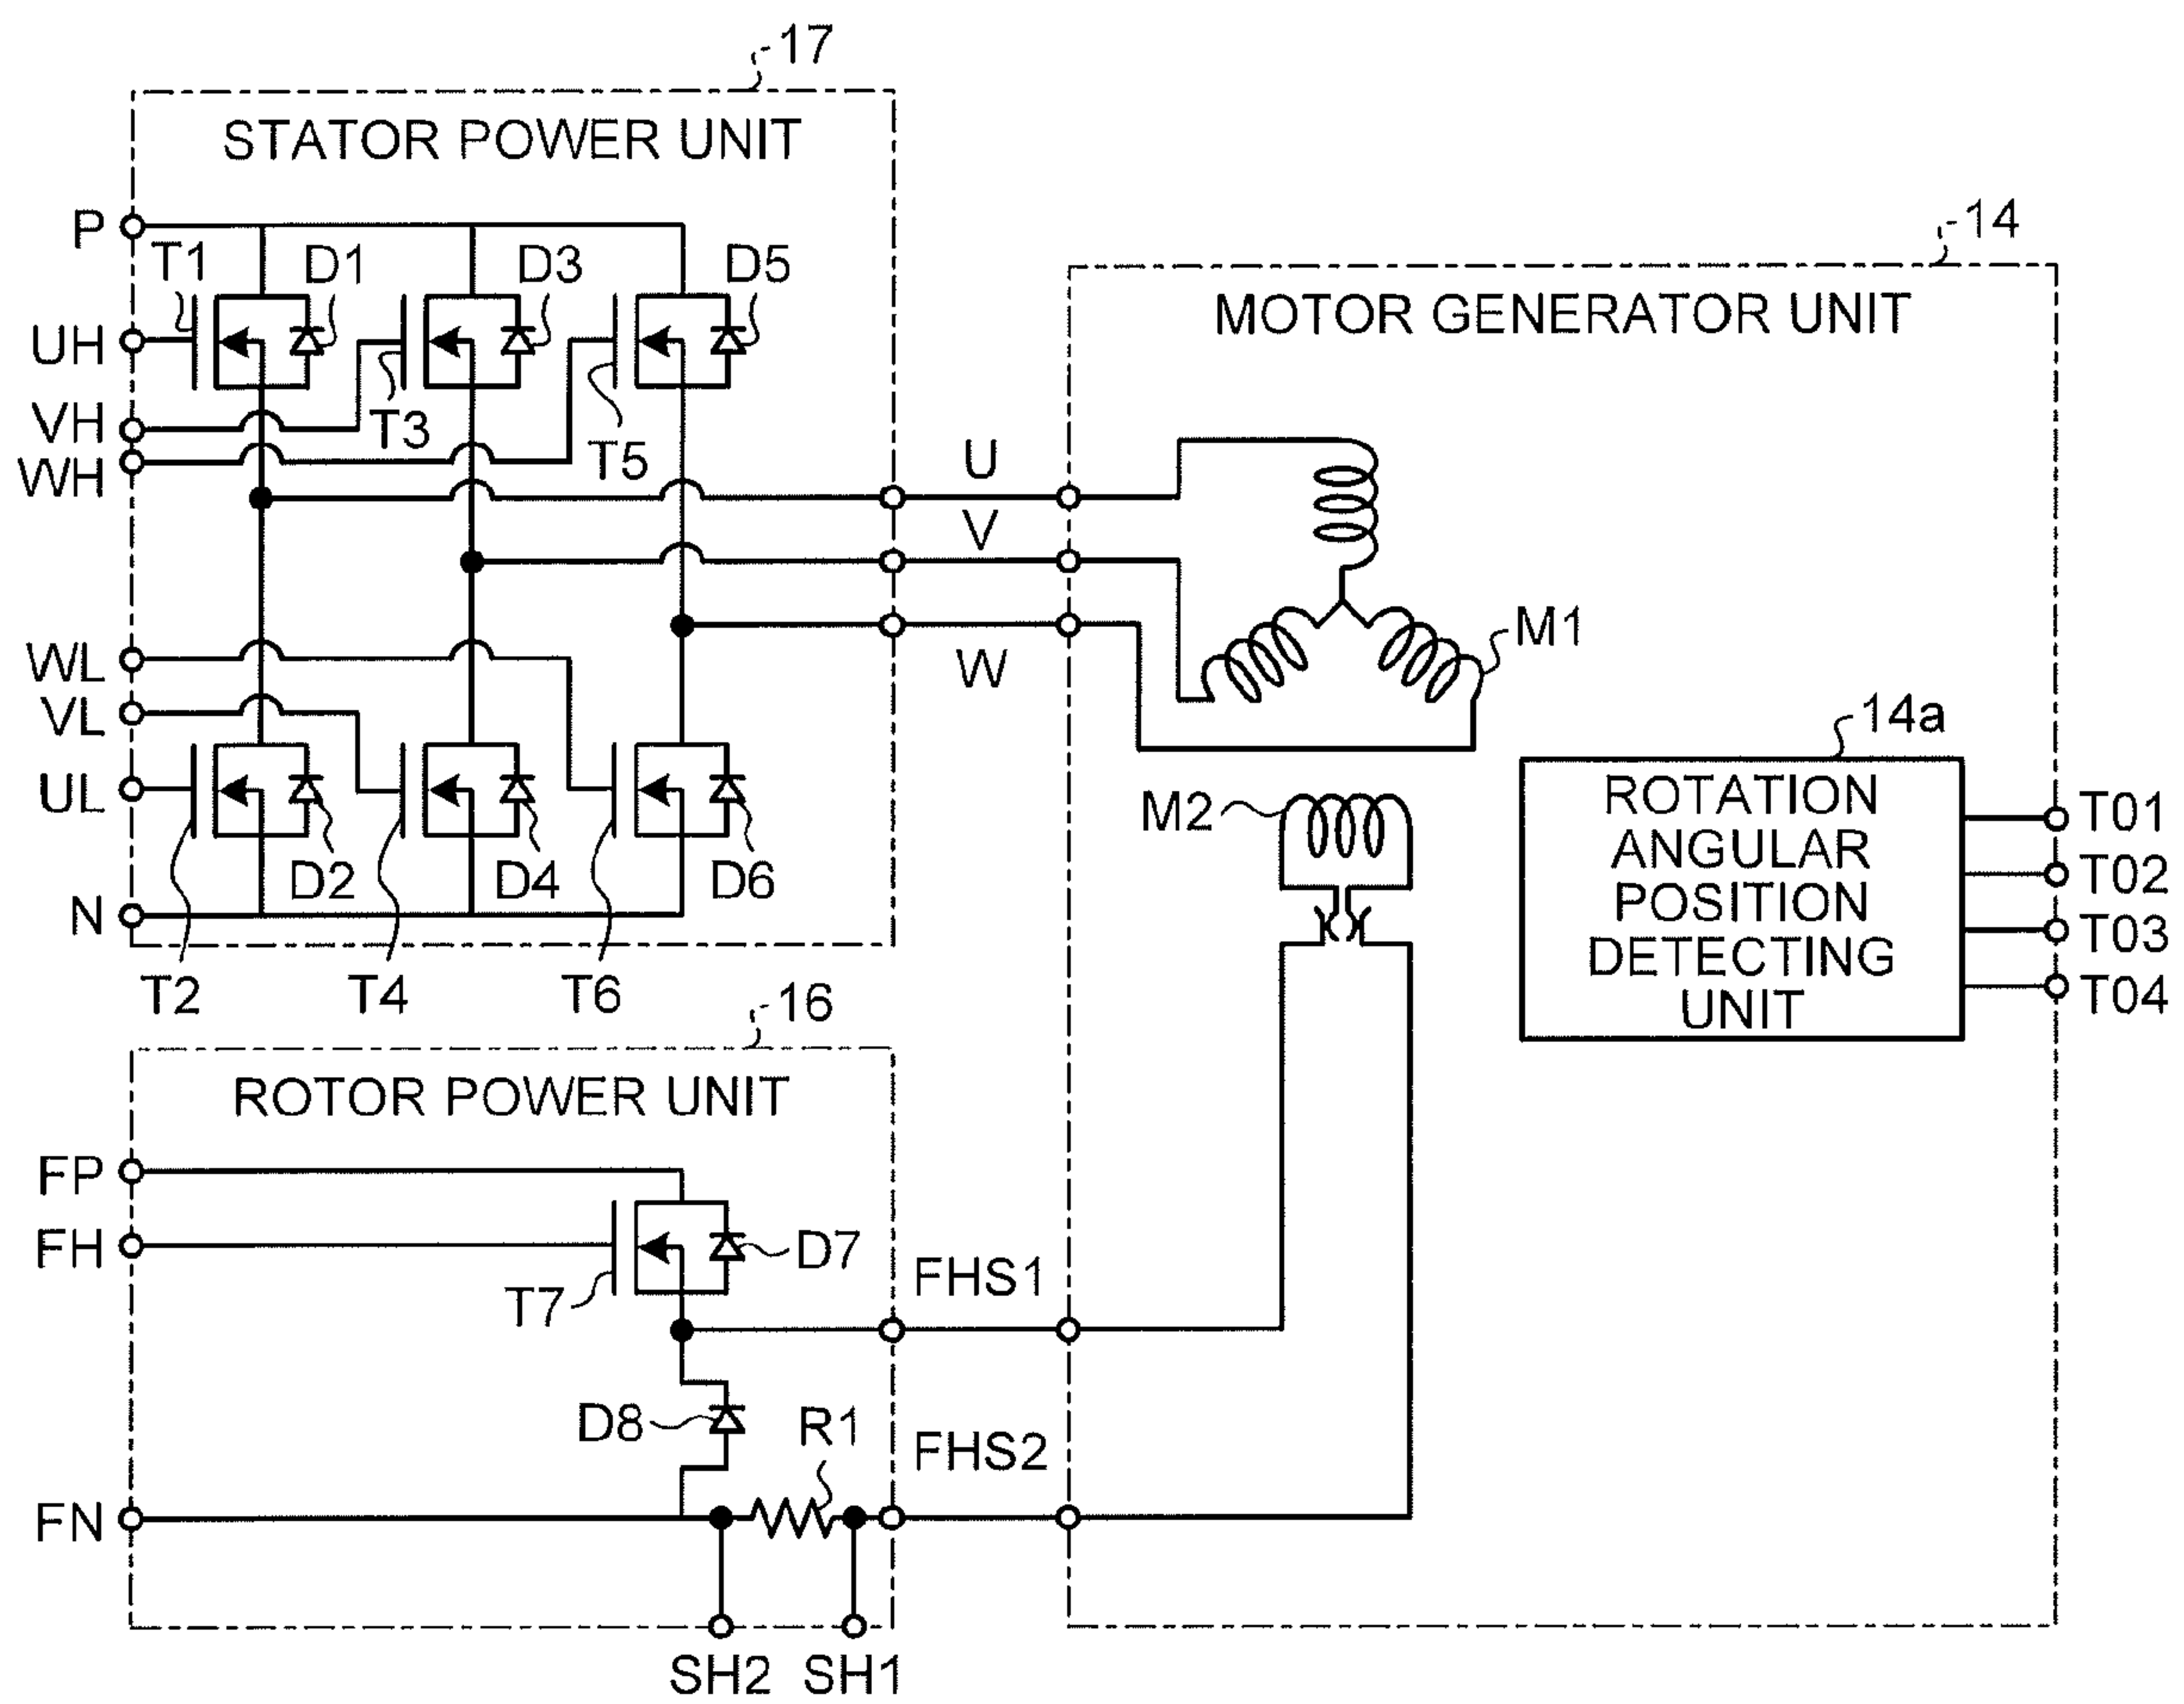 17
STATOR POWER UNIT
P
T1
D1
D3
D5
UH
VH
WH
T3
T5
U
V
W
WL
VL
UL
N
D2
D4
D6
T2
T4
T6
14
MOTOR GENERATOR UNIT
M1
M2
14a
ROTATION
ANGULAR
POSITION
DETECTING
UNIT
T01
T02
T03
T04
16
ROTOR POWER UNIT
FP
FH
T7
D7
FHS1
D8
R1
FHS2
FN
SH2
SH1